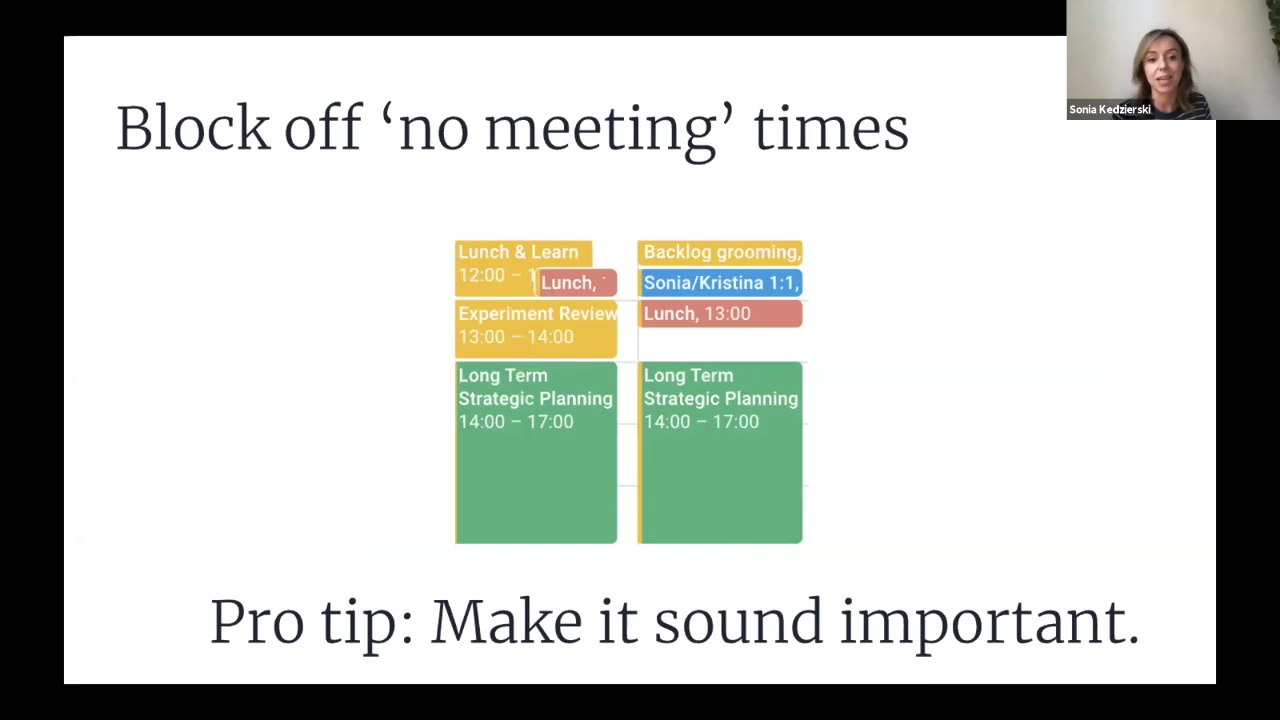 Block off ‘no meeting’ times
Sonia Kedzierski
Lunch & Learn
12:00 – 1
Lunch,
Experiment Review
13:00 – 14:00
Long Term
Strategic Planning
14:00 – 17:00
Backlog grooming,
Sonia/Kristina 1:1,
Lunch, 13:00
Long Term
Strategic Planning
14:00 – 17:00
Pro tip: Make it sound important.